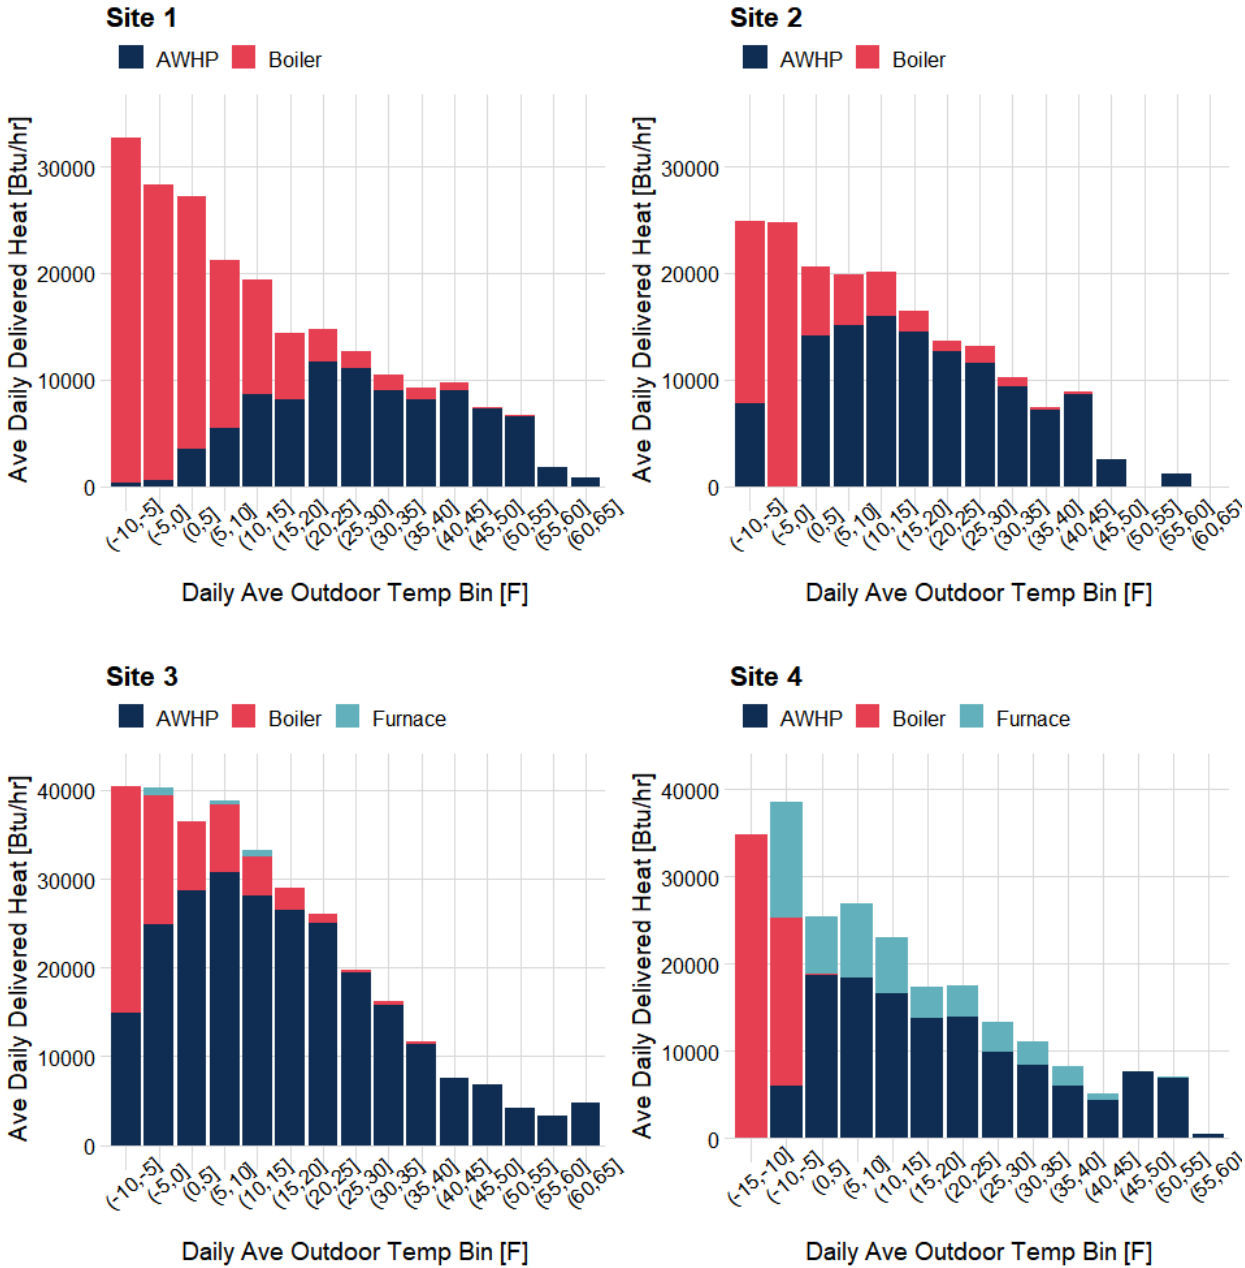 Site 1
AWHP Boiler
Ave Daily Delivered Heat [Btu/hr]
30000
20000
10000
0
(-10,-5] (-5,0] (0,5] (5,10] (10,15] (15,20] (20,25] (25,30] (30,35] (35,40] (40,45] (45,50] (50,55] (55,60] (60,65]
Daily Ave Outdoor Temp Bin [F]
Site 2
AWHP Boiler
Ave Daily Delivered Heat [Btu/hr]
30000
20000
10000
0
(-10,-5] (-5,0] (0,5] (5,10] (10,15] (15,20] (20,25] (25,30] (30,35] (35,40] (40,45] (45,50] (50,55] (55,60] (60,65]
Daily Ave Outdoor Temp Bin [F]
Site 3
AWHP Boiler Furnace
Ave Daily Delivered Heat [Btu/hr]
40000
30000
20000
10000
0
(-10,-5] (-5,0] (0,5] (5,10] (10,15] (15,20] (20,25] (25,30] (30,35] (35,40] (40,45] (45,50] (50,55] (55,60] (60,65]
Daily Ave Outdoor Temp Bin [F]
Site 4
AWHP Boiler Furnace
Ave Daily Delivered Heat [Btu/hr]
40000
30000
20000
10000
0
(-15,-10] (-10,-5] (0,5] (5,10] (10,15] (15,20] (20,25] (25,30] (30,35] (35,40] (40,45] (45,50] (50,55] (55,60]
Daily Ave Outdoor Temp Bin [F]